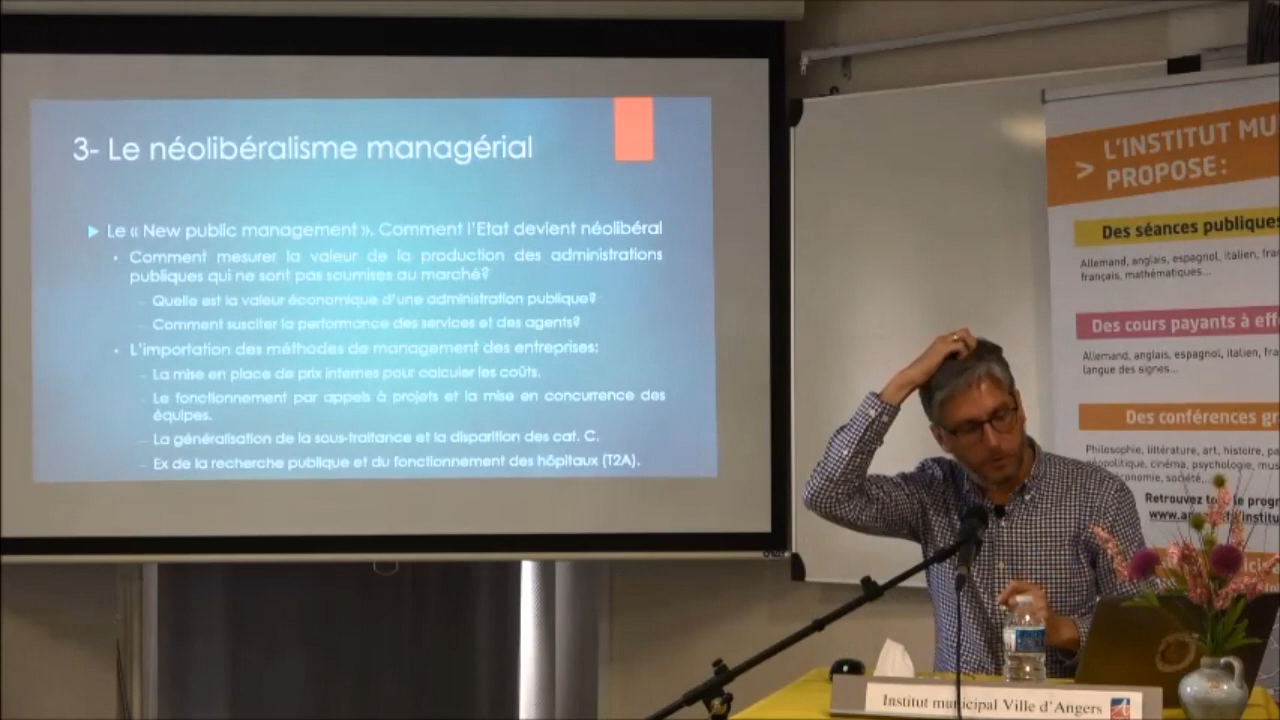 3- Le néolibéralisme managérial
Le « New public management ». Comment l'Etat devient néolibéral
Comment mesurer la valeur de la production des administrations
publiques qui ne sont pas soumises au marché?
Quelle est la valeur économique d'une administration publique?
Comment susciter la performance des services et des agents?
L'importation des méthodes de management des entreprises:
La mise en place de prix internes pour calculer les coûts.
Le fonctionnement par appels à projets et la mise en concurrence des
équipes.
La généralisation de la sous-traitance et la disparition des cat. C.
Ex de la recherche publique et du fonctionnement des hôpitaux (T2A).
> L'INSTITUT MU
PROPOSE :
Des séances publiques
Allemand, anglais, espagnol, italien, fra
français, mathématiques...
Des cours payants à eff
Allemand, anglais, espagnol, italien, fra
langue des signes...
Des conférences gr
Philosophie, littérature, art, histoire, pa
géopolitique, cinéma, psychologie, mus
économie, société...
Retrouvez le progr
Institut municipal Ville d'Angers